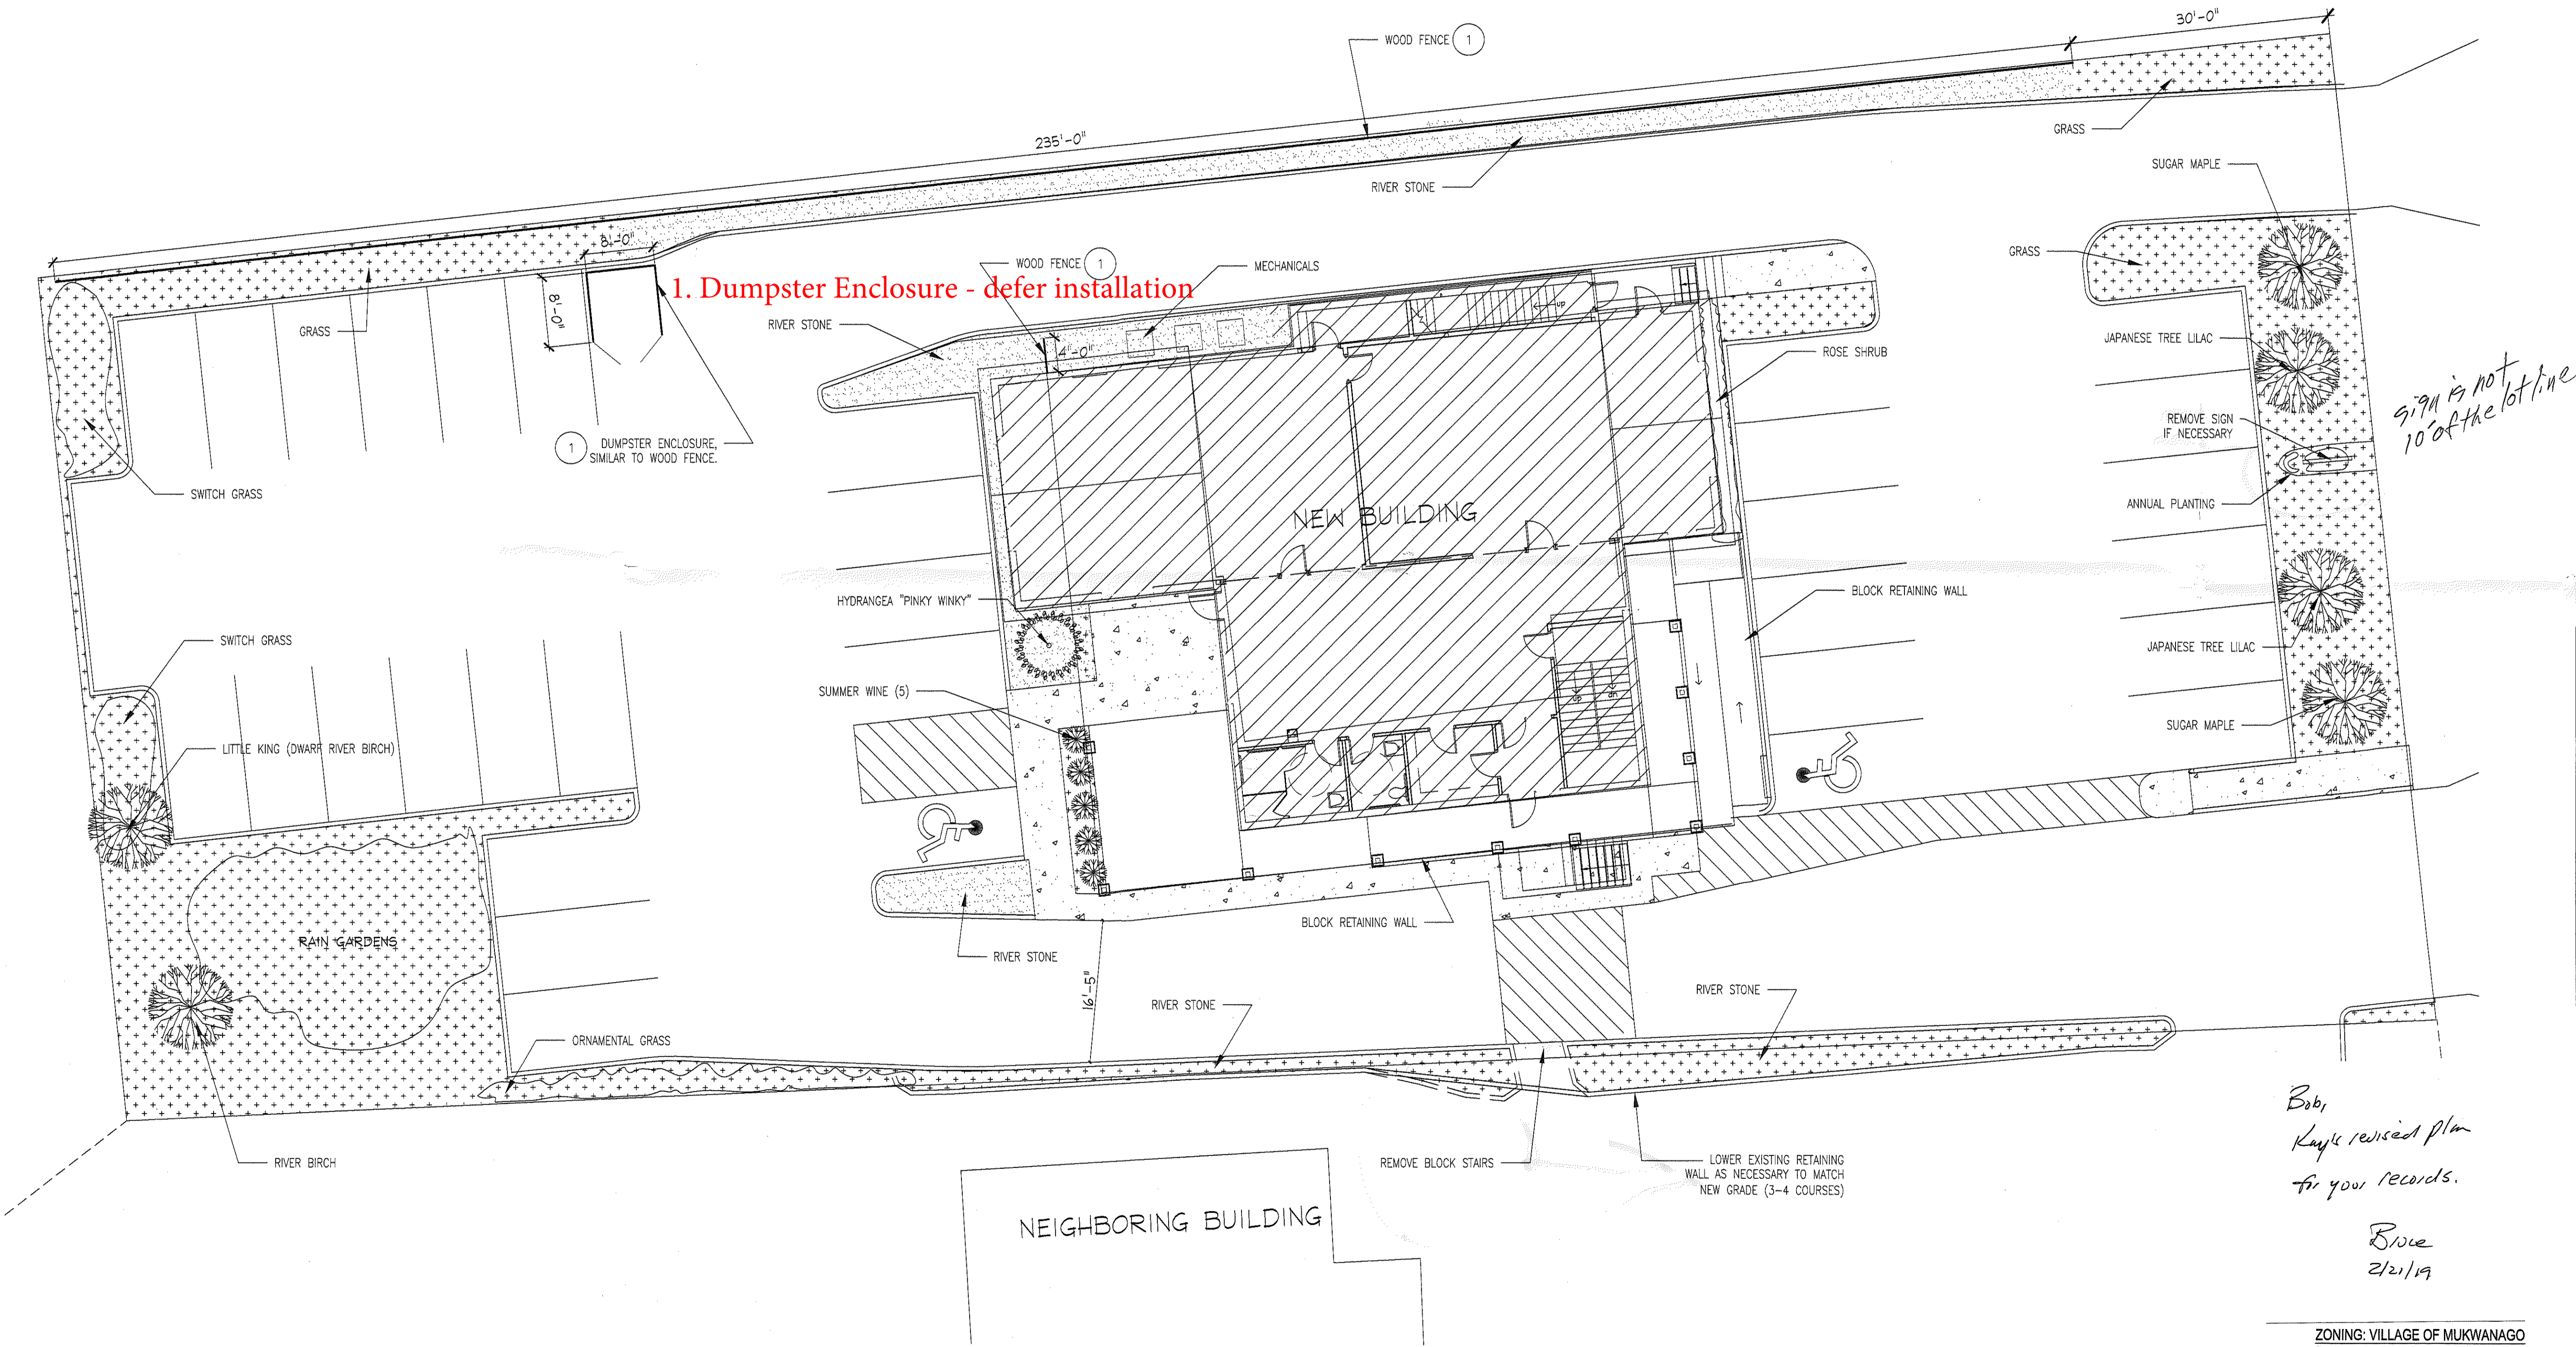 30'-0"
WOOD FENCE 1
235'-0"
GRASS
RIVER STONE
SUGAR MAPLE
8'-0"
WOOD FENCE 1
MECHANICALS
GRASS
1. Dumpster Enclosure - defer installation
8'-0"
RIVER STONE
up
GRASS
4'-0"
ROSE SHRUB
JAPANESE TREE LILAC
sign is not
10' of the lot line
REMOVE SIGN
IF NECESSARY
1 DUMPSTER ENCLOSURE,
SIMILAR TO WOOD FENCE.
SWITCH GRASS
ANNUAL PLANTING
NEW BUILDING
HYDRANGEA "PINKY WINKY"
BLOCK RETAINING WALL
SWITCH GRASS
JAPANESE TREE LILAC
SUMMER WINE (5)
up
dn
SUGAR MAPLE
LITTLE KING (DWARF RIVER BIRCH)
BLOCK RETAINING WALL
RAIN GARDENS
RIVER STONE
16'-5"
RIVER STONE
RIVER STONE
ORNAMENTAL GRASS
RIVER BIRCH
REMOVE BLOCK STAIRS
LOWER EXISTING RETAINING
WALL AS NECESSARY TO MATCH
NEW GRADE (3-4 COURSES)
NEIGHBORING BUILDING
Bob,
Kay's revised plan
for your records.
Bruce
2/21/19
ZONING: VILLAGE OF MUKWANAGO